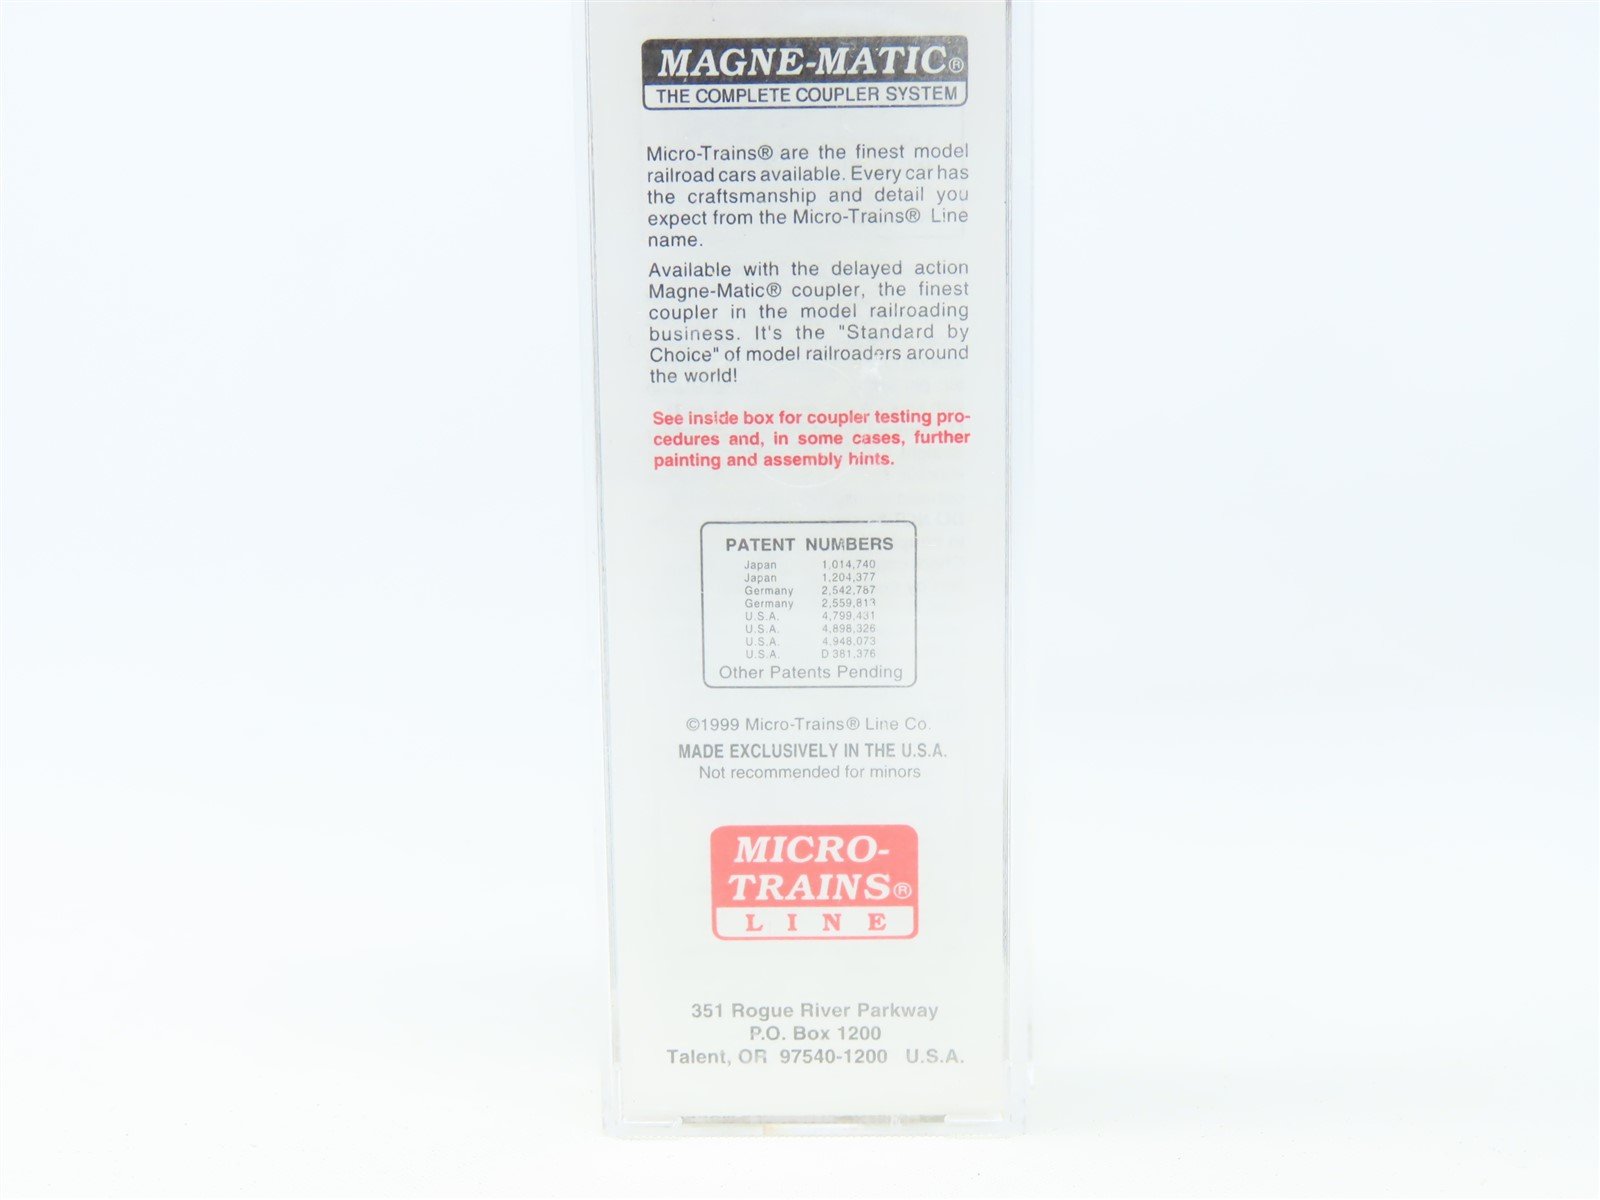 MAGNE-MATIC®
THE COMPLETE COUPLER SYSTEM
Micro-Trains® are the finest model
railroad cars available. Every car has
the craftsmanship and detail you
expect from the Micro-Trains® Line
name.
Available with the delayed action
Magne-Matic® coupler, the finest
coupler in the model railroading
business. It's the "Standard by
Choice" of model railroaders around
the world!
See inside box for coupler testing pro-
cedures and, in some cases, further
painting and assembly hints.
PATENT NUMBERS
Japan 1,014,740
Japan 1,204,377
Germany 2,542,767
Germany 2,559,813
U.S.A. 4,799,431
U.S.A. 4,898,326
U.S.A. 4,948,073
U.S.A. D 381,376
Other Patents Pending
©1999 Micro-Trains® Line Co.
MADE EXCLUSIVELY IN THE U.S.A.
Not recommended for minors
MICRO-
TRAINS®
LINE
351 Rogue River Parkway
P.O. Box 1200
Talent, OR 97540-1200 U.S.A.